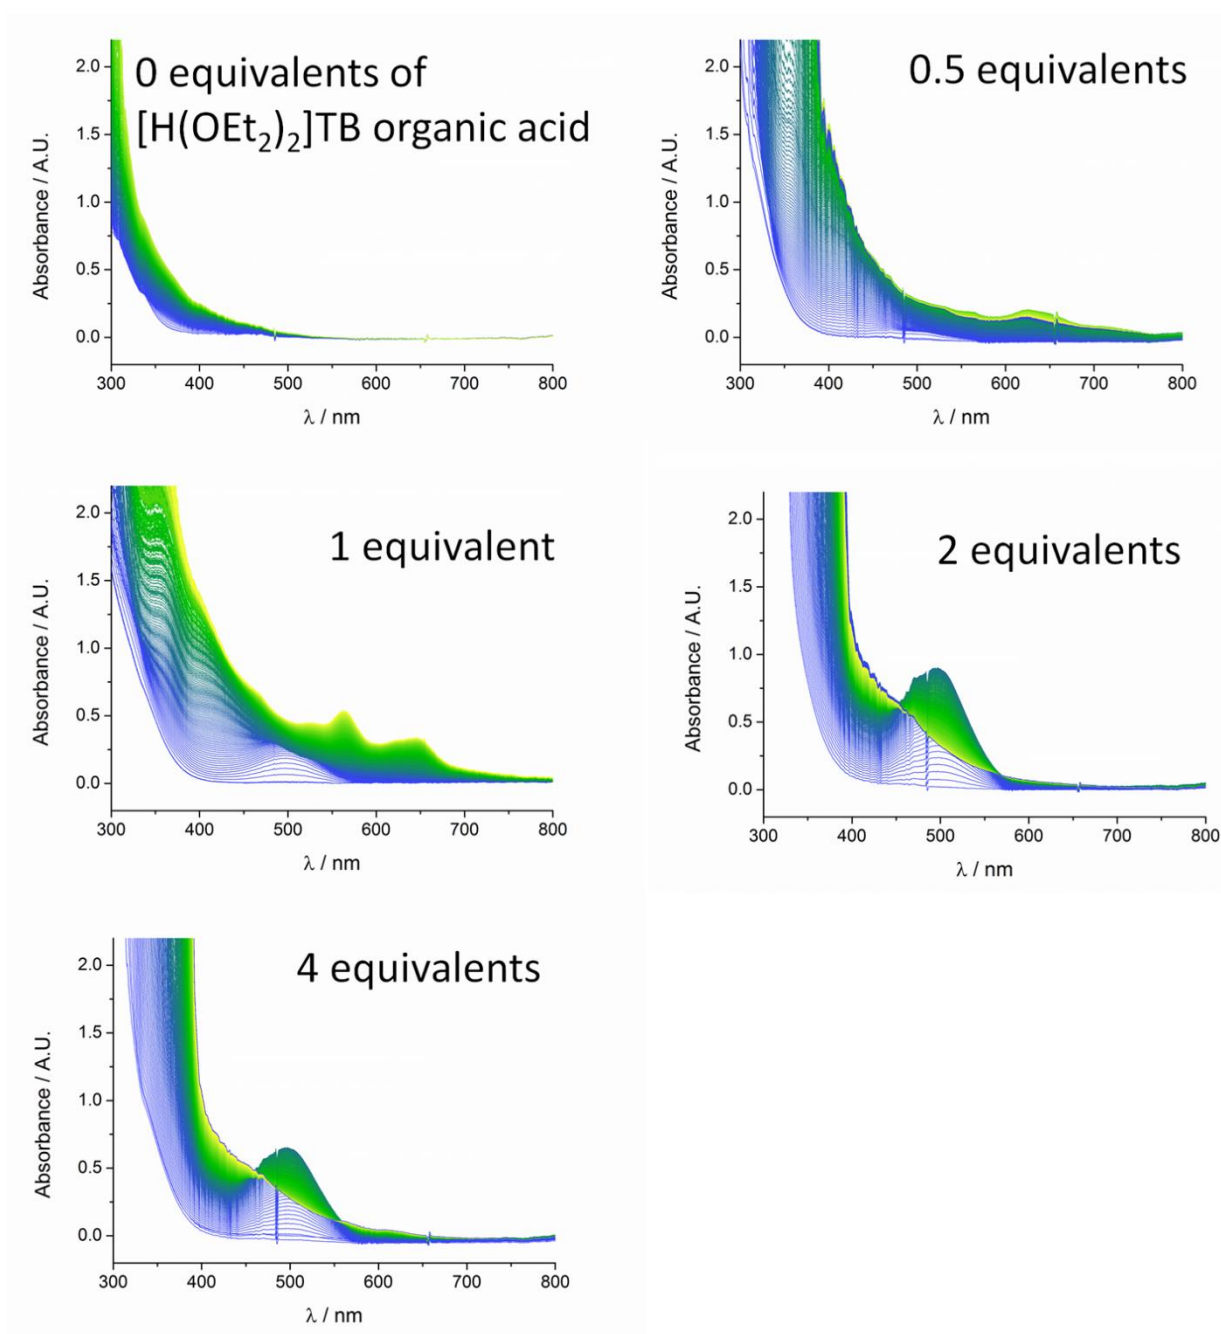 0 equivalents of
[H(OEt₂)₂]TB organic acid
Absorbance / A.U.
2.0
1.5
1.0
0.5
0.0
300 400 500 600 700 800
λ / nm
0.5 equivalents
Absorbance / A.U.
2.0
1.5
1.0
0.5
0.0
300 400 500 600 700 800
λ / nm
1 equivalent
Absorbance / A.U.
2.0
1.5
1.0
0.5
0.0
300 400 500 600 700 800
λ / nm
2 equivalents
Absorbance / A.U.
2.0
1.5
1.0
0.5
0.0
300 400 500 600 700 800
λ / nm
4 equivalents
Absorbance / A.U.
2.0
1.5
1.0
0.5
0.0
300 400 500 600 700 800
λ / nm